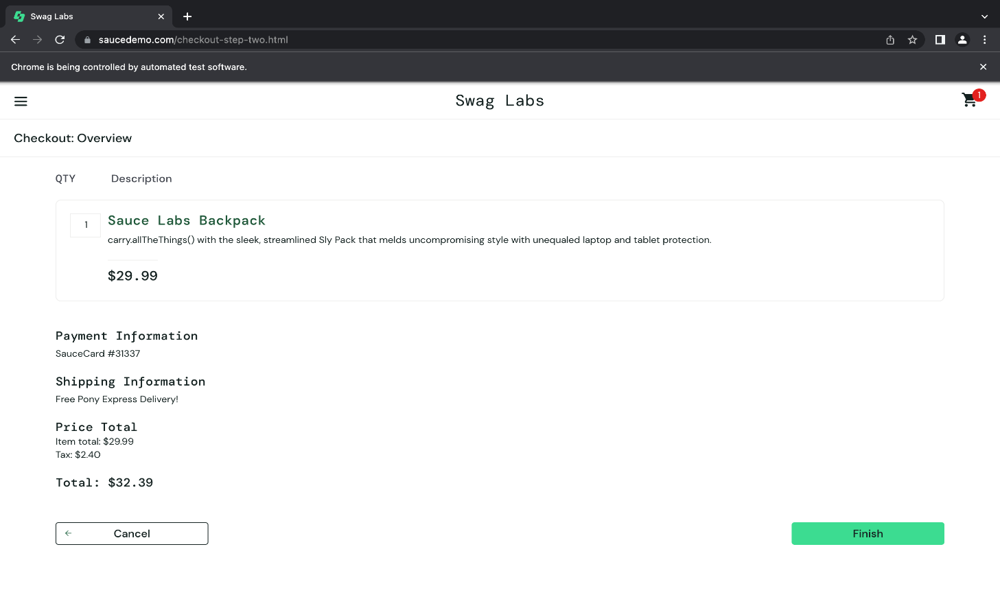 Swag Labs
saucedemo.com/checkout-step-two.html
Chrome is being controlled by automated test software.
Swag Labs
1
Checkout: Overview
QTY Description
1
Sauce Labs Backpack
carry.allTheThings() with the sleek, streamlined Sly Pack that melds uncompromising style with unequaled laptop and tablet protection.
$29.99
Payment Information
SauceCard #31337
Shipping Information
Free Pony Express Delivery!
Price Total
Item total: $29.99
Tax: $2.40
Total: $32.39
Cancel Finish